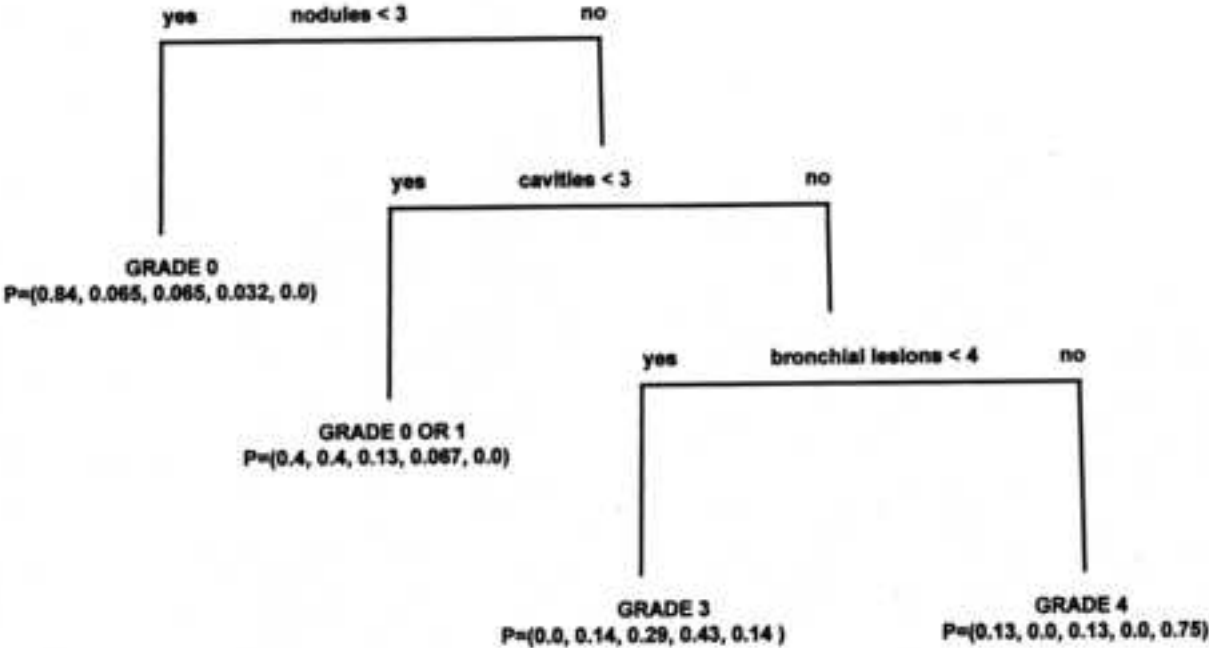 yes nodules < 3 no
yes cavities < 3 no
GRADE 0
P=(0.84, 0.065, 0.065, 0.032, 0.0)
yes bronchial lesions < 4 no
GRADE 0 OR 1
P=(0.4, 0.4, 0.13, 0.067, 0.0)
GRADE 3
P=(0.0, 0.14, 0.29, 0.43, 0.14 )
GRADE 4
P=(0.13, 0.0, 0.13, 0.0, 0.75)